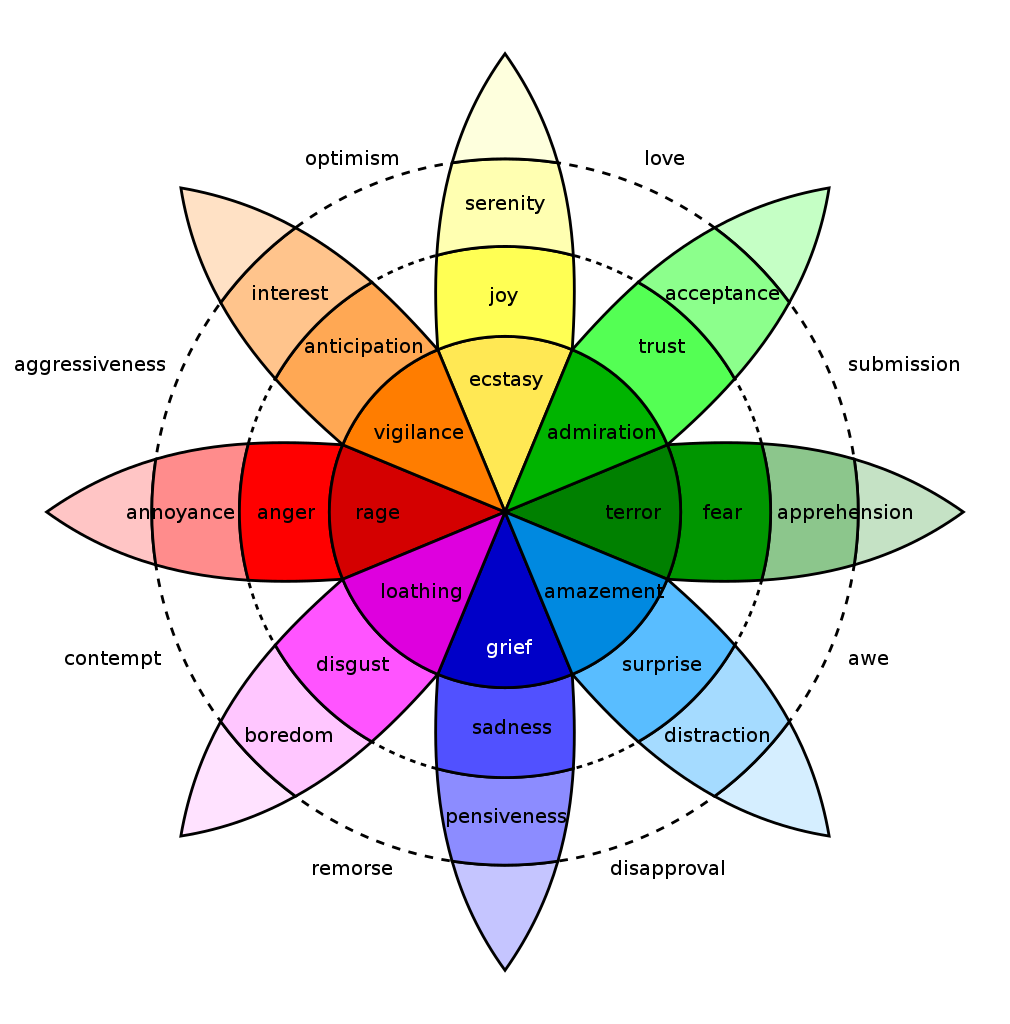 optimism
love
serenity
interest
joy
acceptance
anticipation
trust
aggressiveness
submission
ecstasy
vigilance
admiration
annoyance
anger
rage
terror
fear
apprehension
loathing
amazement
grief
contempt
awe
disgust
surprise
sadness
boredom
distraction
pensiveness
remorse
disapproval